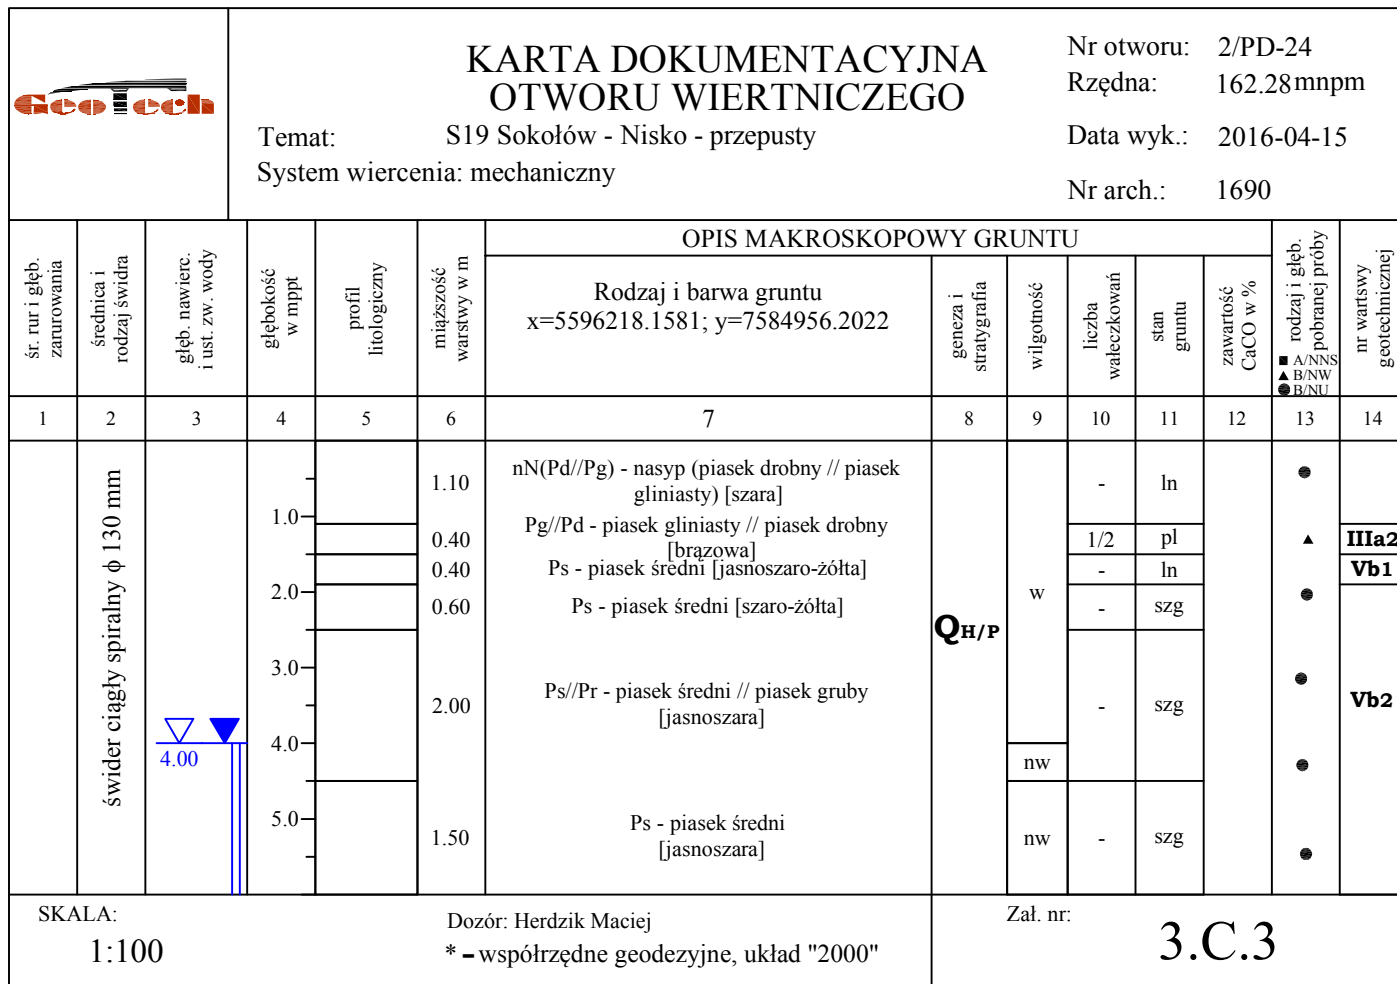 GeoTech
KARTA DOKUMENTACYJNA
OTWORU WIERTNICZEGO
Temat: S19 Sokołów - Nisko - przepusty
System wiercenia: mechaniczny
Nr otworu: 2/PD-24
Rzędna: 162.28mnpm
Data wyk.: 2016-04-15
Nr arch.: 1690
śr. rur i głęb.
zarurowania
średnica i
rodzaj świdra
głęb. nawierc.
i ust. zw. wody
głębokość
w mppt
profil
litologiczny
miąższość
warstwy w m
OPIS MAKROSKOPOWY GRUNTU
Rodzaj i barwa gruntu
x=5596218.1581; y=7584956.2022
geneza i
stratygrafia
wilgotność
liczba
wałeczkowań
stan
gruntu
zawartość
CaCO w %
rodzaj i głęb.
pobranej próby
■ A/NNS
▲ B/NW
● B/NU
nr wartswy
geotechnicznej
1 2 3 4 5 6 7 8 9 10 11 12 13 14
świder ciągły spiralny ϕ 130 mm
4.00
1.0
2.0
3.0
4.0
5.0
1.10
0.40
0.40
0.60
2.00
1.50
nN(Pd//Pg) - nasyp (piasek drobny // piasek
gliniasty) [szara]
Pg//Pd - piasek gliniasty // piasek drobny
[brązowa]
Ps - piasek średni [jasnoszaro-żółta]
Ps - piasek średni [szaro-żółta]
Ps//Pr - piasek średni // piasek gruby
[jasnoszara]
Ps - piasek średni
[jasnoszara]
QH/P
w
nw
nw
-
1/2
-
-
-
-
ln
pl
ln
szg
szg
szg
IIIa2
Vb1
Vb2
SKALA:
1:100
Dozór: Herdzik Maciej
* - współrzędne geodezyjne, układ "2000"
Zał. nr:
3.C.3